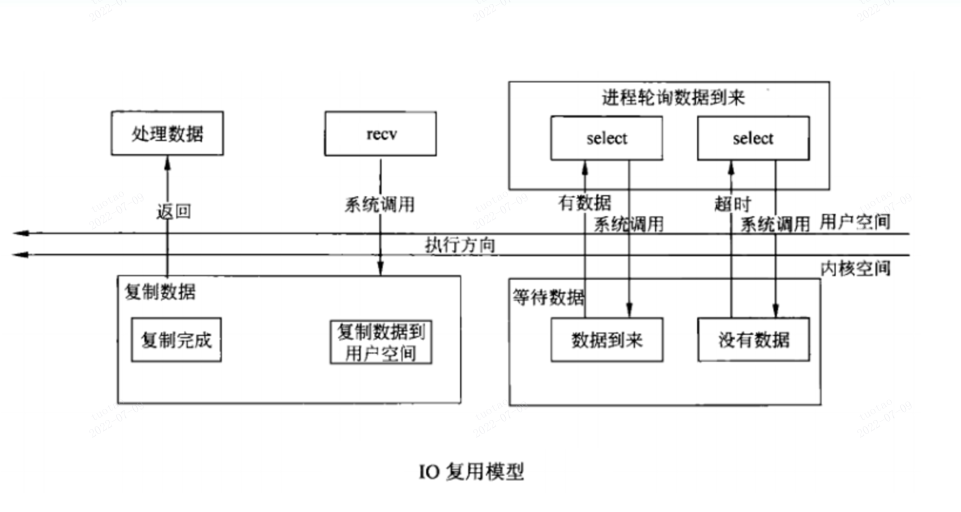 进程轮询数据到来
处理数据
recv
select
select
返回
系统调用
有数据
系统调用
超时
系统调用
用户空间
执行方向
内核空间
复制数据
等待数据
复制完成
复制数据到
用户空间
数据到来
没有数据
IO 复用模型